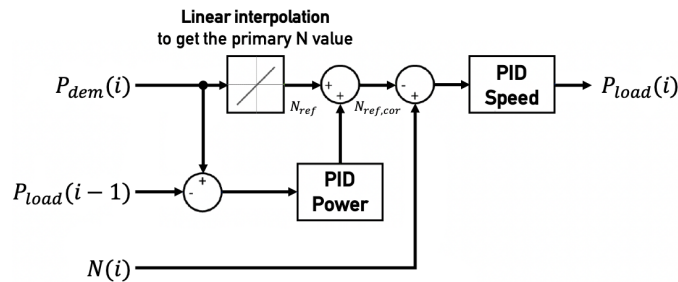 Linear interpolation
to get the primary N value
P_dem(i)
+
+
-
+
PID
Speed
P_load(i)
N_ref
N_ref,cor
+
-
P_load(i − 1)
PID
Power
N(i)